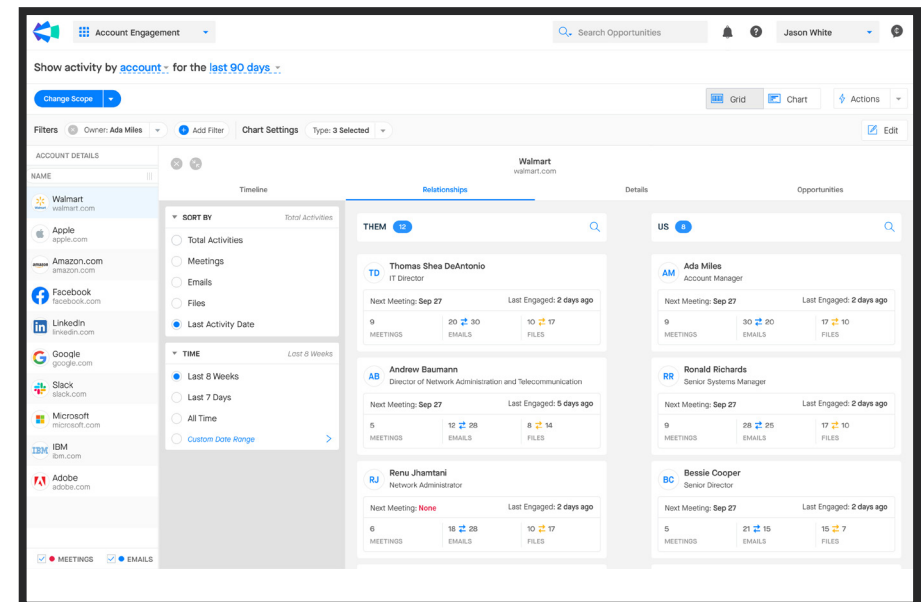 Account Engagement
Search Opportunities
Jason White
Show activity by account for the last 90 days
Change Scope
Grid
Chart
Actions
Filters
Owner: Ada Miles
Add Filter
Chart Settings
Type: 3 Selected
Edit
ACCOUNT DETAILS
NAME
Walmart
walmart.com
Apple
apple.com
amazon
Amazon.com
amazon.com
Facebook
facebook.com
LinkedIn
linkedin.com
Google
google.com
Slack
slack.com
Microsoft
microsoft.com
IBM
IBM
ibm.com
Adobe
adobe.com
MEETINGS
EMAILS
Walmart
walmart.com
Timeline
Relationships
Details
Opportunities
SORT BY
Total Activities
Total Activities
Meetings
Emails
Files
Last Activity Date
TIME
Last 8 Weeks
Last 8 Weeks
Last 7 Days
All Time
Custom Date Range
THEM 12
TD
Thomas Shea DeAntonio
IT Director
Next Meeting: Sep 27 Last Engaged: 2 days ago
9 20 30 10 17
MEETINGS EMAILS FILES
AB
Andrew Baumann
Director of Network Administration and Telecommunication
Next Meeting: Sep 27 Last Engaged: 5 days ago
5 12 28 8 14
MEETINGS EMAILS FILES
RJ
Renu Jhamtani
Network Administrator
Next Meeting: None Last Engaged: 2 days ago
6 18 28 10 17
MEETINGS EMAILS FILES
US 8
AM
Ada Miles
Account Manager
Next Meeting: Sep 27 Last Engaged: 2 days ago
9 30 20 17 10
MEETINGS EMAILS FILES
RR
Ronald Richards
Senior Systems Manager
Next Meeting: Sep 27 Last Engaged: 2 days ago
9 28 25 17 10
MEETINGS EMAILS FILES
BC
Bessie Cooper
Senior Director
Next Meeting: Sep 27 Last Engaged: 2 days ago
5 21 15 15 7
MEETINGS EMAILS FILES